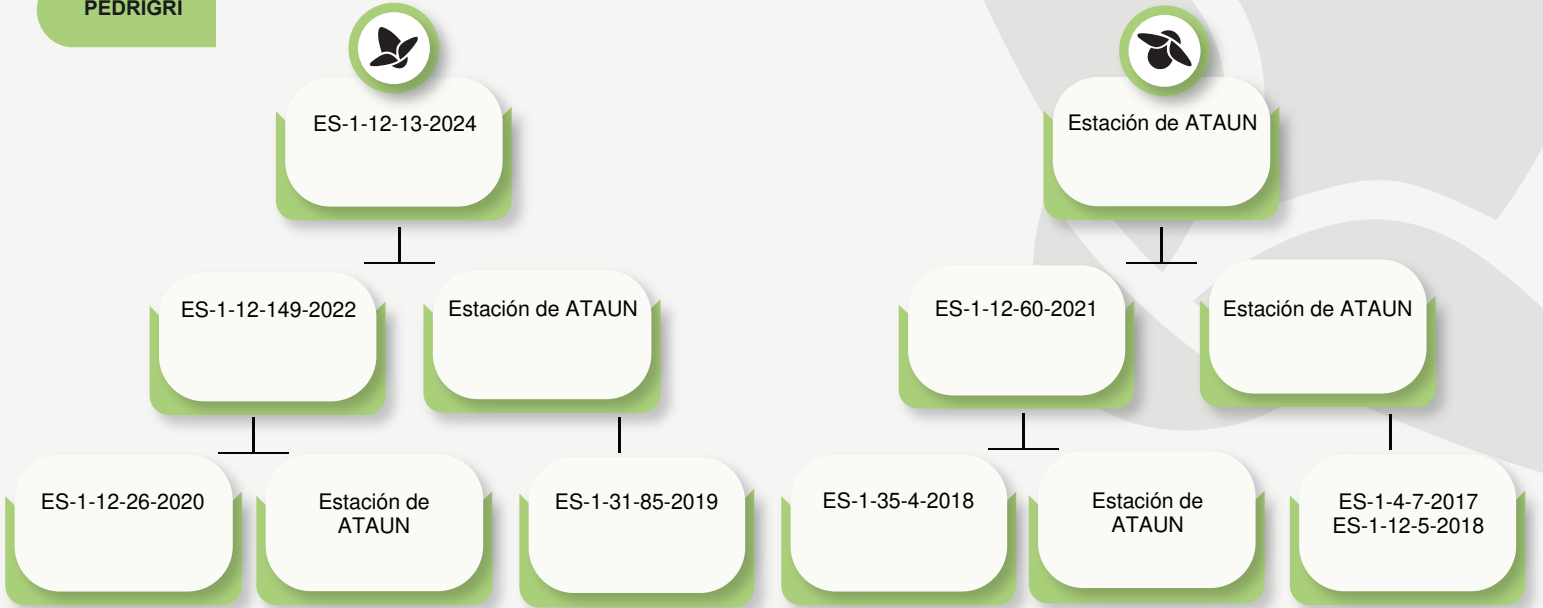 PEDRIGRI
ES-1-12-13-2024
Estación de ATAUN
ES-1-12-149-2022
Estación de ATAUN
ES-1-12-60-2021
Estación de ATAUN
ES-1-12-26-2020
Estación de
ATAUN
ES-1-31-85-2019
ES-1-35-4-2018
Estación de
ATAUN
ES-1-4-7-2017
ES-1-12-5-2018